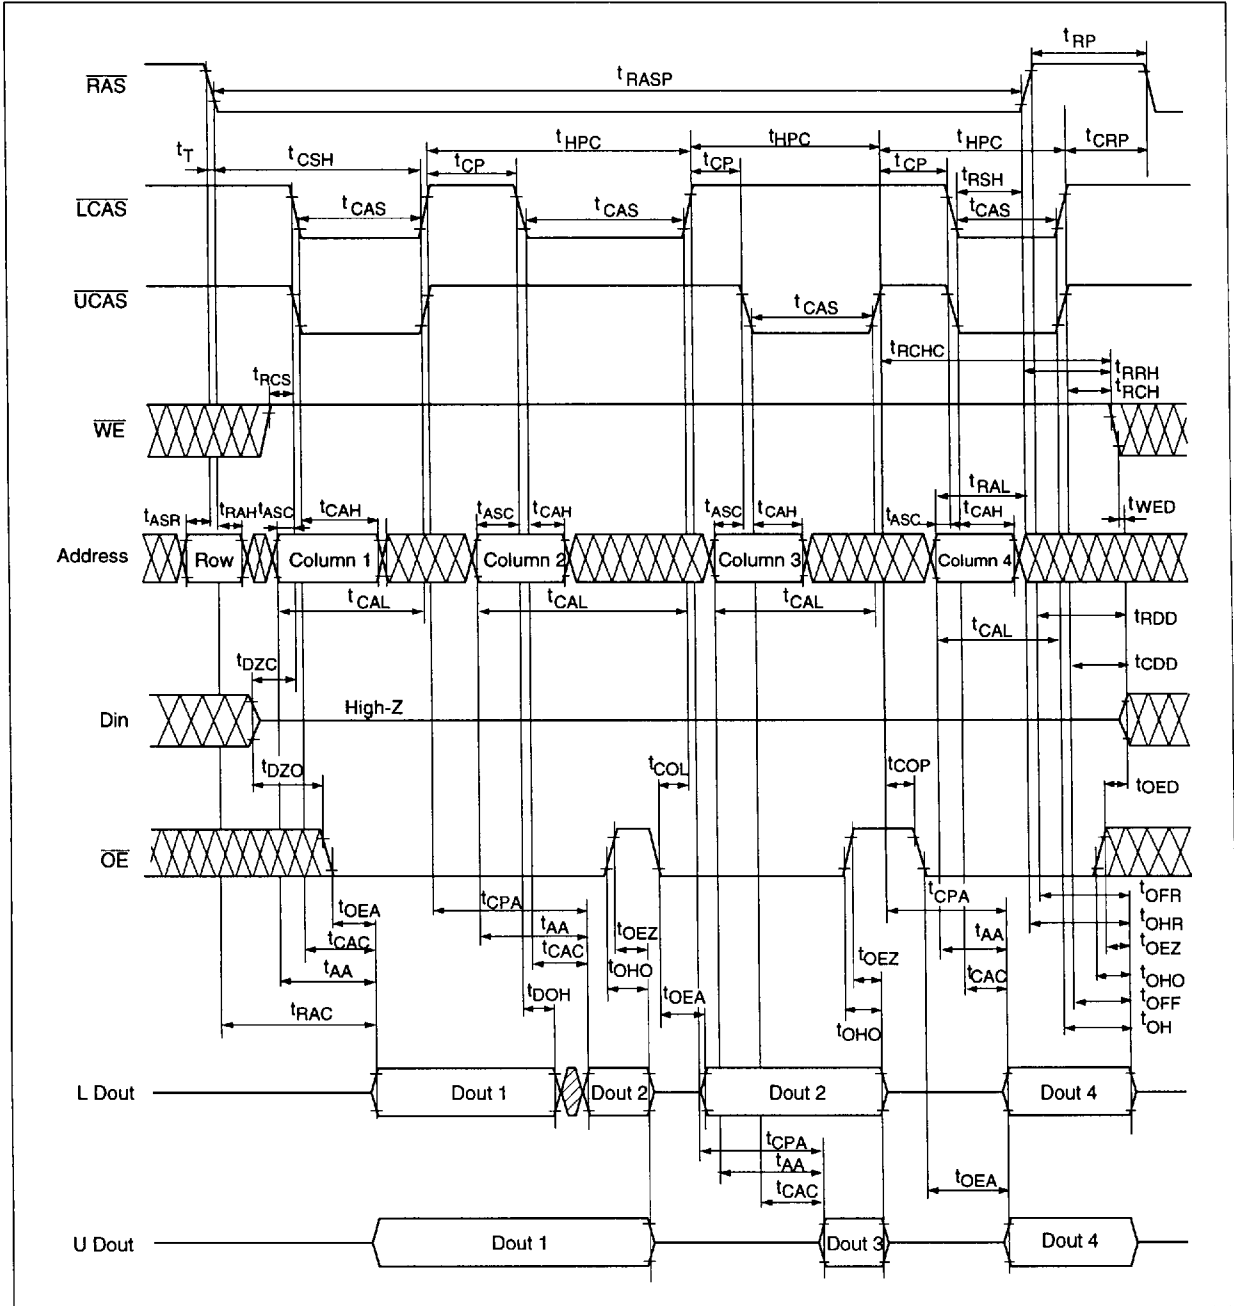 tRP
RAS
tRASP
tT
tCSH
tHPC
tHPC
tHPC
tCRP
tCP
tCP
tCP
tRSH
LCAS
tCAS
tCAS
tCAS
UCAS
tCAS
tRCHC
tRRH
tRCS
tRCH
WE
tRAL
tASR
tRAH
tASC
tCAH
tASC
tCAH
tASC
tCAH
tASC
tCAH
tWED
Address
Row
Column 1
Column 2
Column 3
Column 4
tCAL
tCAL
tCAL
tRDD
tCAL
tDZC
tCDD
Din
High-Z
tDZO
tCOL
tCOP
tOED
OE
tCPA
tCPA
tOFR
tOEA
tOHR
tCAC
tAA
tOEZ
tAA
tOEZ
tAA
tCAC
tOEZ
tOHO
tCAC
tOHO
tDOH
tOEA
tOFF
tRAC
tOHO
tOH
L Dout
Dout 1
Dout 2
Dout 2
Dout 4
tCPA
tAA
tCAC
tOEA
U Dout
Dout 1
Dout 3
Dout 4